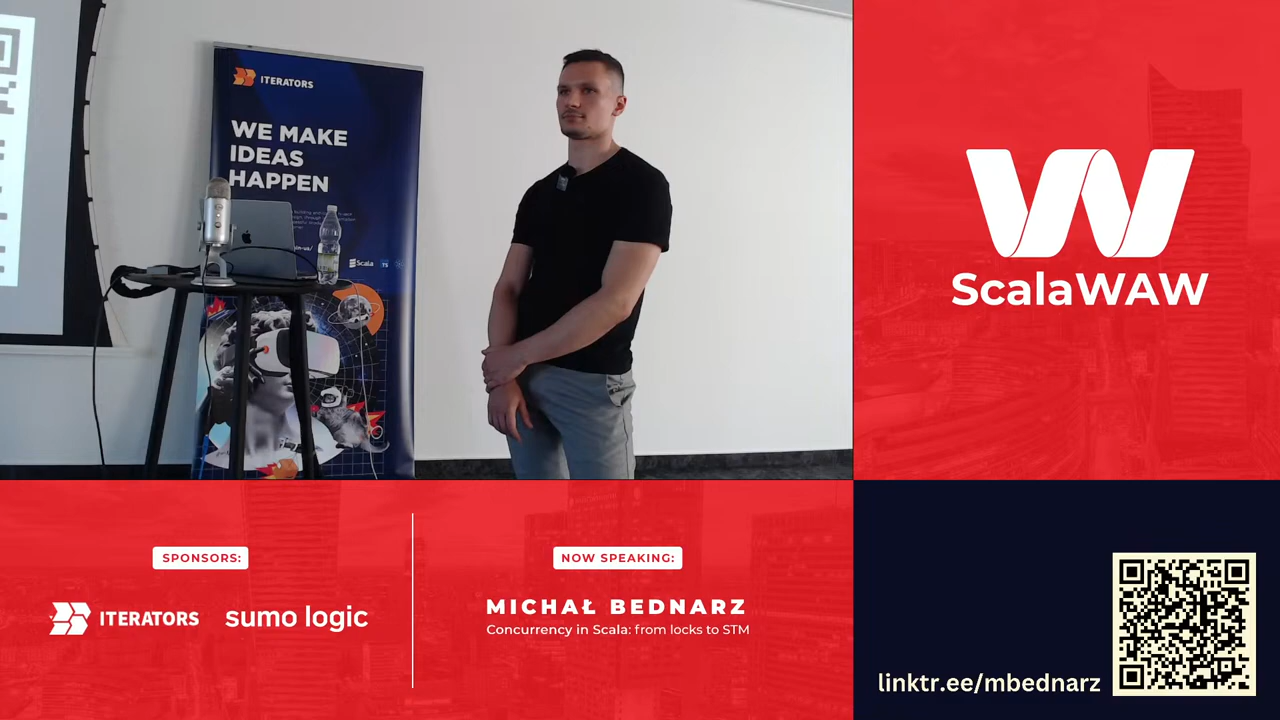 ITERATORS
WE MAKE
IDEAS
HAPPEN
Scala
TS
ScalaWAW
SPONSORS:
ITERATORS
sumo logic
NOW SPEAKING:
MICHAŁ BEDNARZ
Concurrency in Scala: from locks to STM
linktr.ee/mbednarz